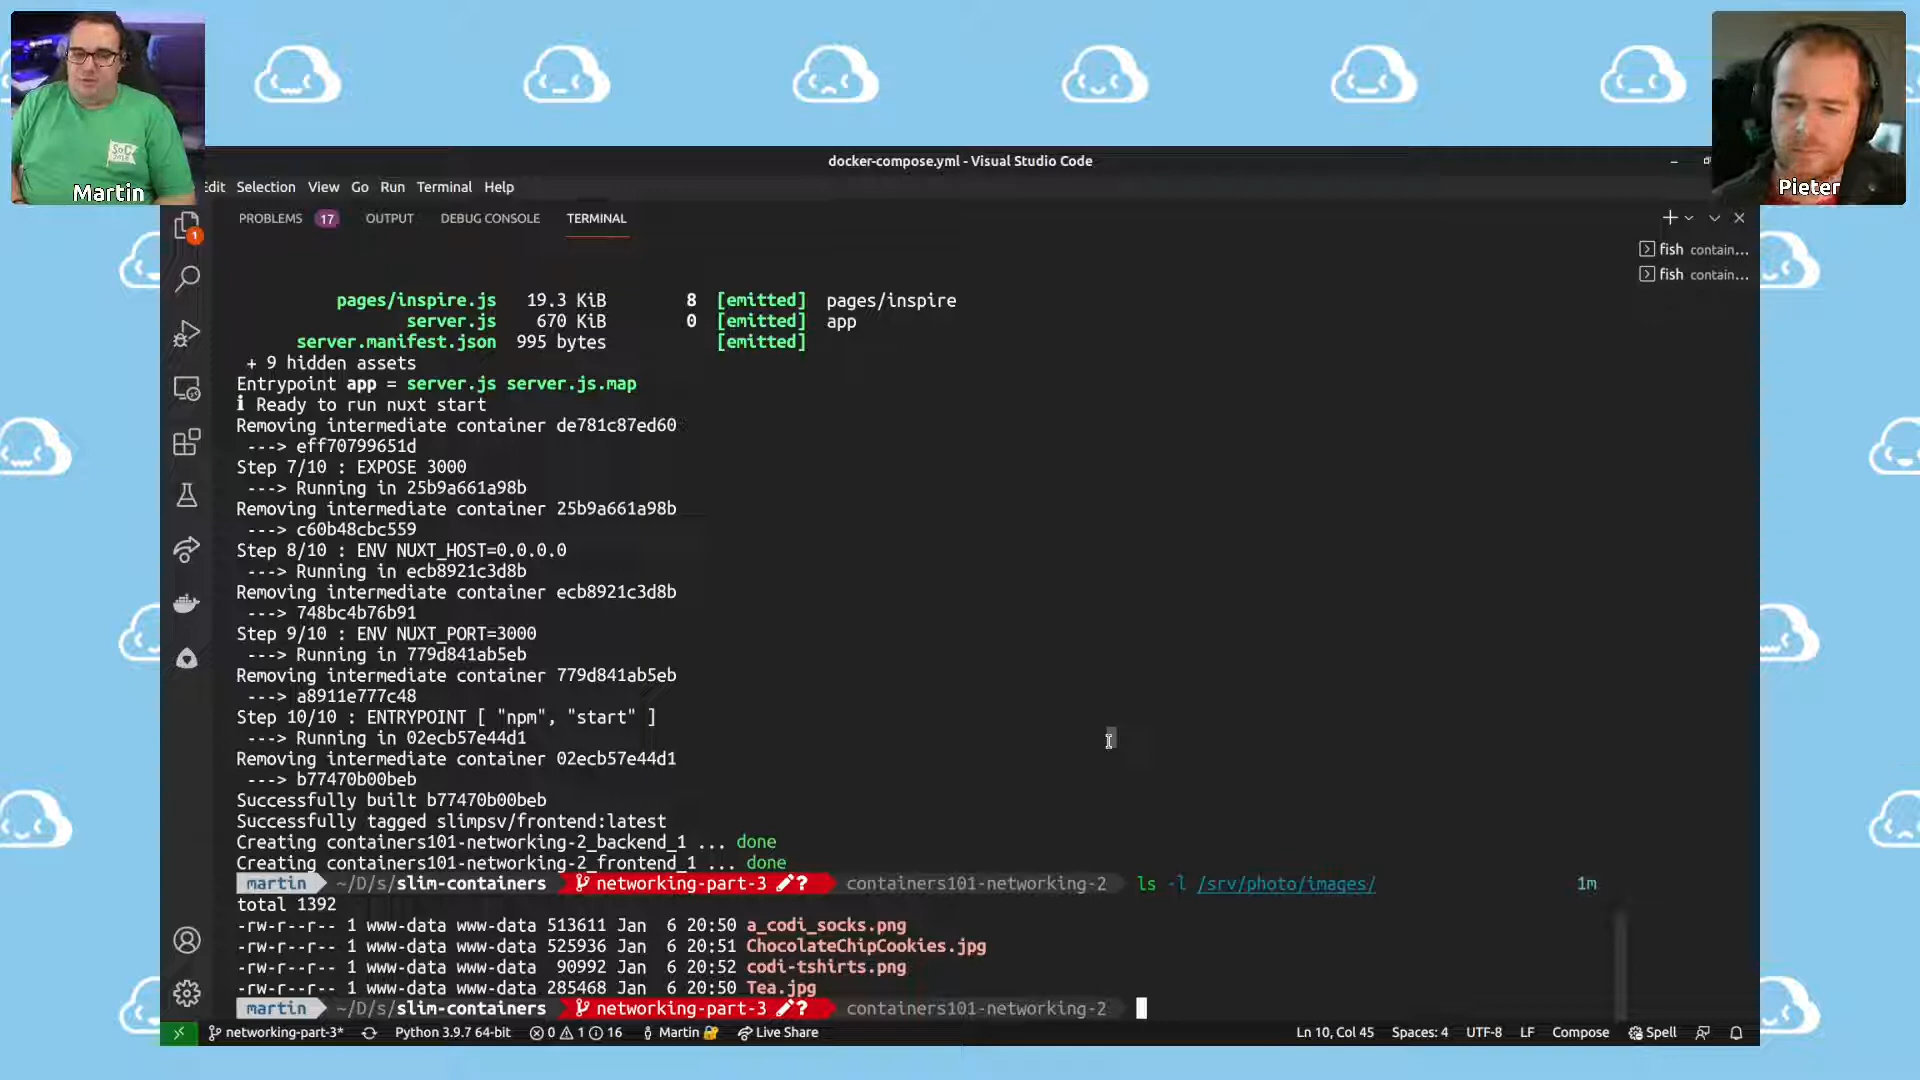 SoC
Martin
Pieter
docker-compose.yml - Visual Studio Code
Edit Selection View Go Run Terminal Help
PROBLEMS 17 OUTPUT DEBUG CONSOLE TERMINAL
1
fish contain...
fish contain...
pages/inspire.js 19.3 KiB 8 [emitted] pages/inspire
server.js 670 KiB 0 [emitted] app
server.manifest.json 995 bytes [emitted]
+ 9 hidden assets
Entrypoint app = server.js server.js.map
ℹ Ready to run nuxt start
Removing intermediate container de781c87ed60
---> eff70799651d
Step 7/10 : EXPOSE 3000
---> Running in 25b9a661a98b
Removing intermediate container 25b9a661a98b
---> c60b48cbc559
Step 8/10 : ENV NUXT_HOST=0.0.0.0
---> Running in ecb8921c3d8b
Removing intermediate container ecb8921c3d8b
---> 748bc4b76b91
Step 9/10 : ENV NUXT_PORT=3000
---> Running in 779d841ab5eb
Removing intermediate container 779d841ab5eb
---> a8911e777c48
Step 10/10 : ENTRYPOINT [ "npm", "start" ]
---> Running in 02ecb57e44d1
Removing intermediate container 02ecb57e44d1
---> b77470b00beb
Successfully built b77470b00beb
Successfully tagged slimpsv/frontend:latest
Creating containers101-networking-2_backend_1 ... done
Creating containers101-networking-2_frontend_1 ... done
martin ~/D/s/slim-containers networking-part-3 ? containers101-networking-2 ls -l /srv/photo/images/ 1m
total 1392
-rw-r--r-- 1 www-data www-data 513611 Jan 6 20:50 a_codi_socks.png
-rw-r--r-- 1 www-data www-data 525936 Jan 6 20:51 ChocolateChipCookies.jpg
-rw-r--r-- 1 www-data www-data 90992 Jan 6 20:52 codi-tshirts.png
-rw-r--r-- 1 www-data www-data 285468 Jan 6 20:50 Tea.jpg
martin ~/D/s/slim-containers networking-part-3 ? containers101-networking-2
networking-part-3* Python 3.9.7 64-bit 0 1 16 Martin Live Share Ln 10, Col 45 Spaces: 4 UTF-8 LF Compose Spell